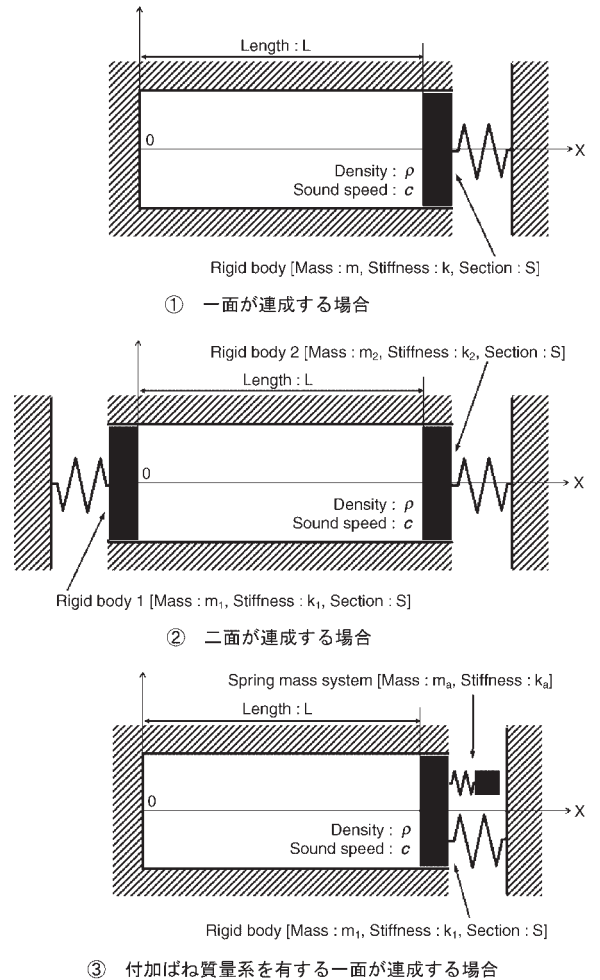 Length : L
0
X
Density : ρ
Sound speed : c
Rigid body [Mass : m, Stiffness : k, Section : S]
① 一面が連成する場合
Rigid body 2 [Mass : m₂, Stiffness : k₂, Section : S]
Length : L
0
X
Density : ρ
Sound speed : c
Rigid body 1 [Mass : m₁, Stiffness : k₁, Section : S]
② 二面が連成する場合
Spring mass system [Mass : mₐ, Stiffness : kₐ]
Length : L
0
X
Density : ρ
Sound speed : c
Rigid body [Mass : m₁, Stiffness : k₁, Section : S]
③ 付加ばね質量系を有する一面が連成する場合